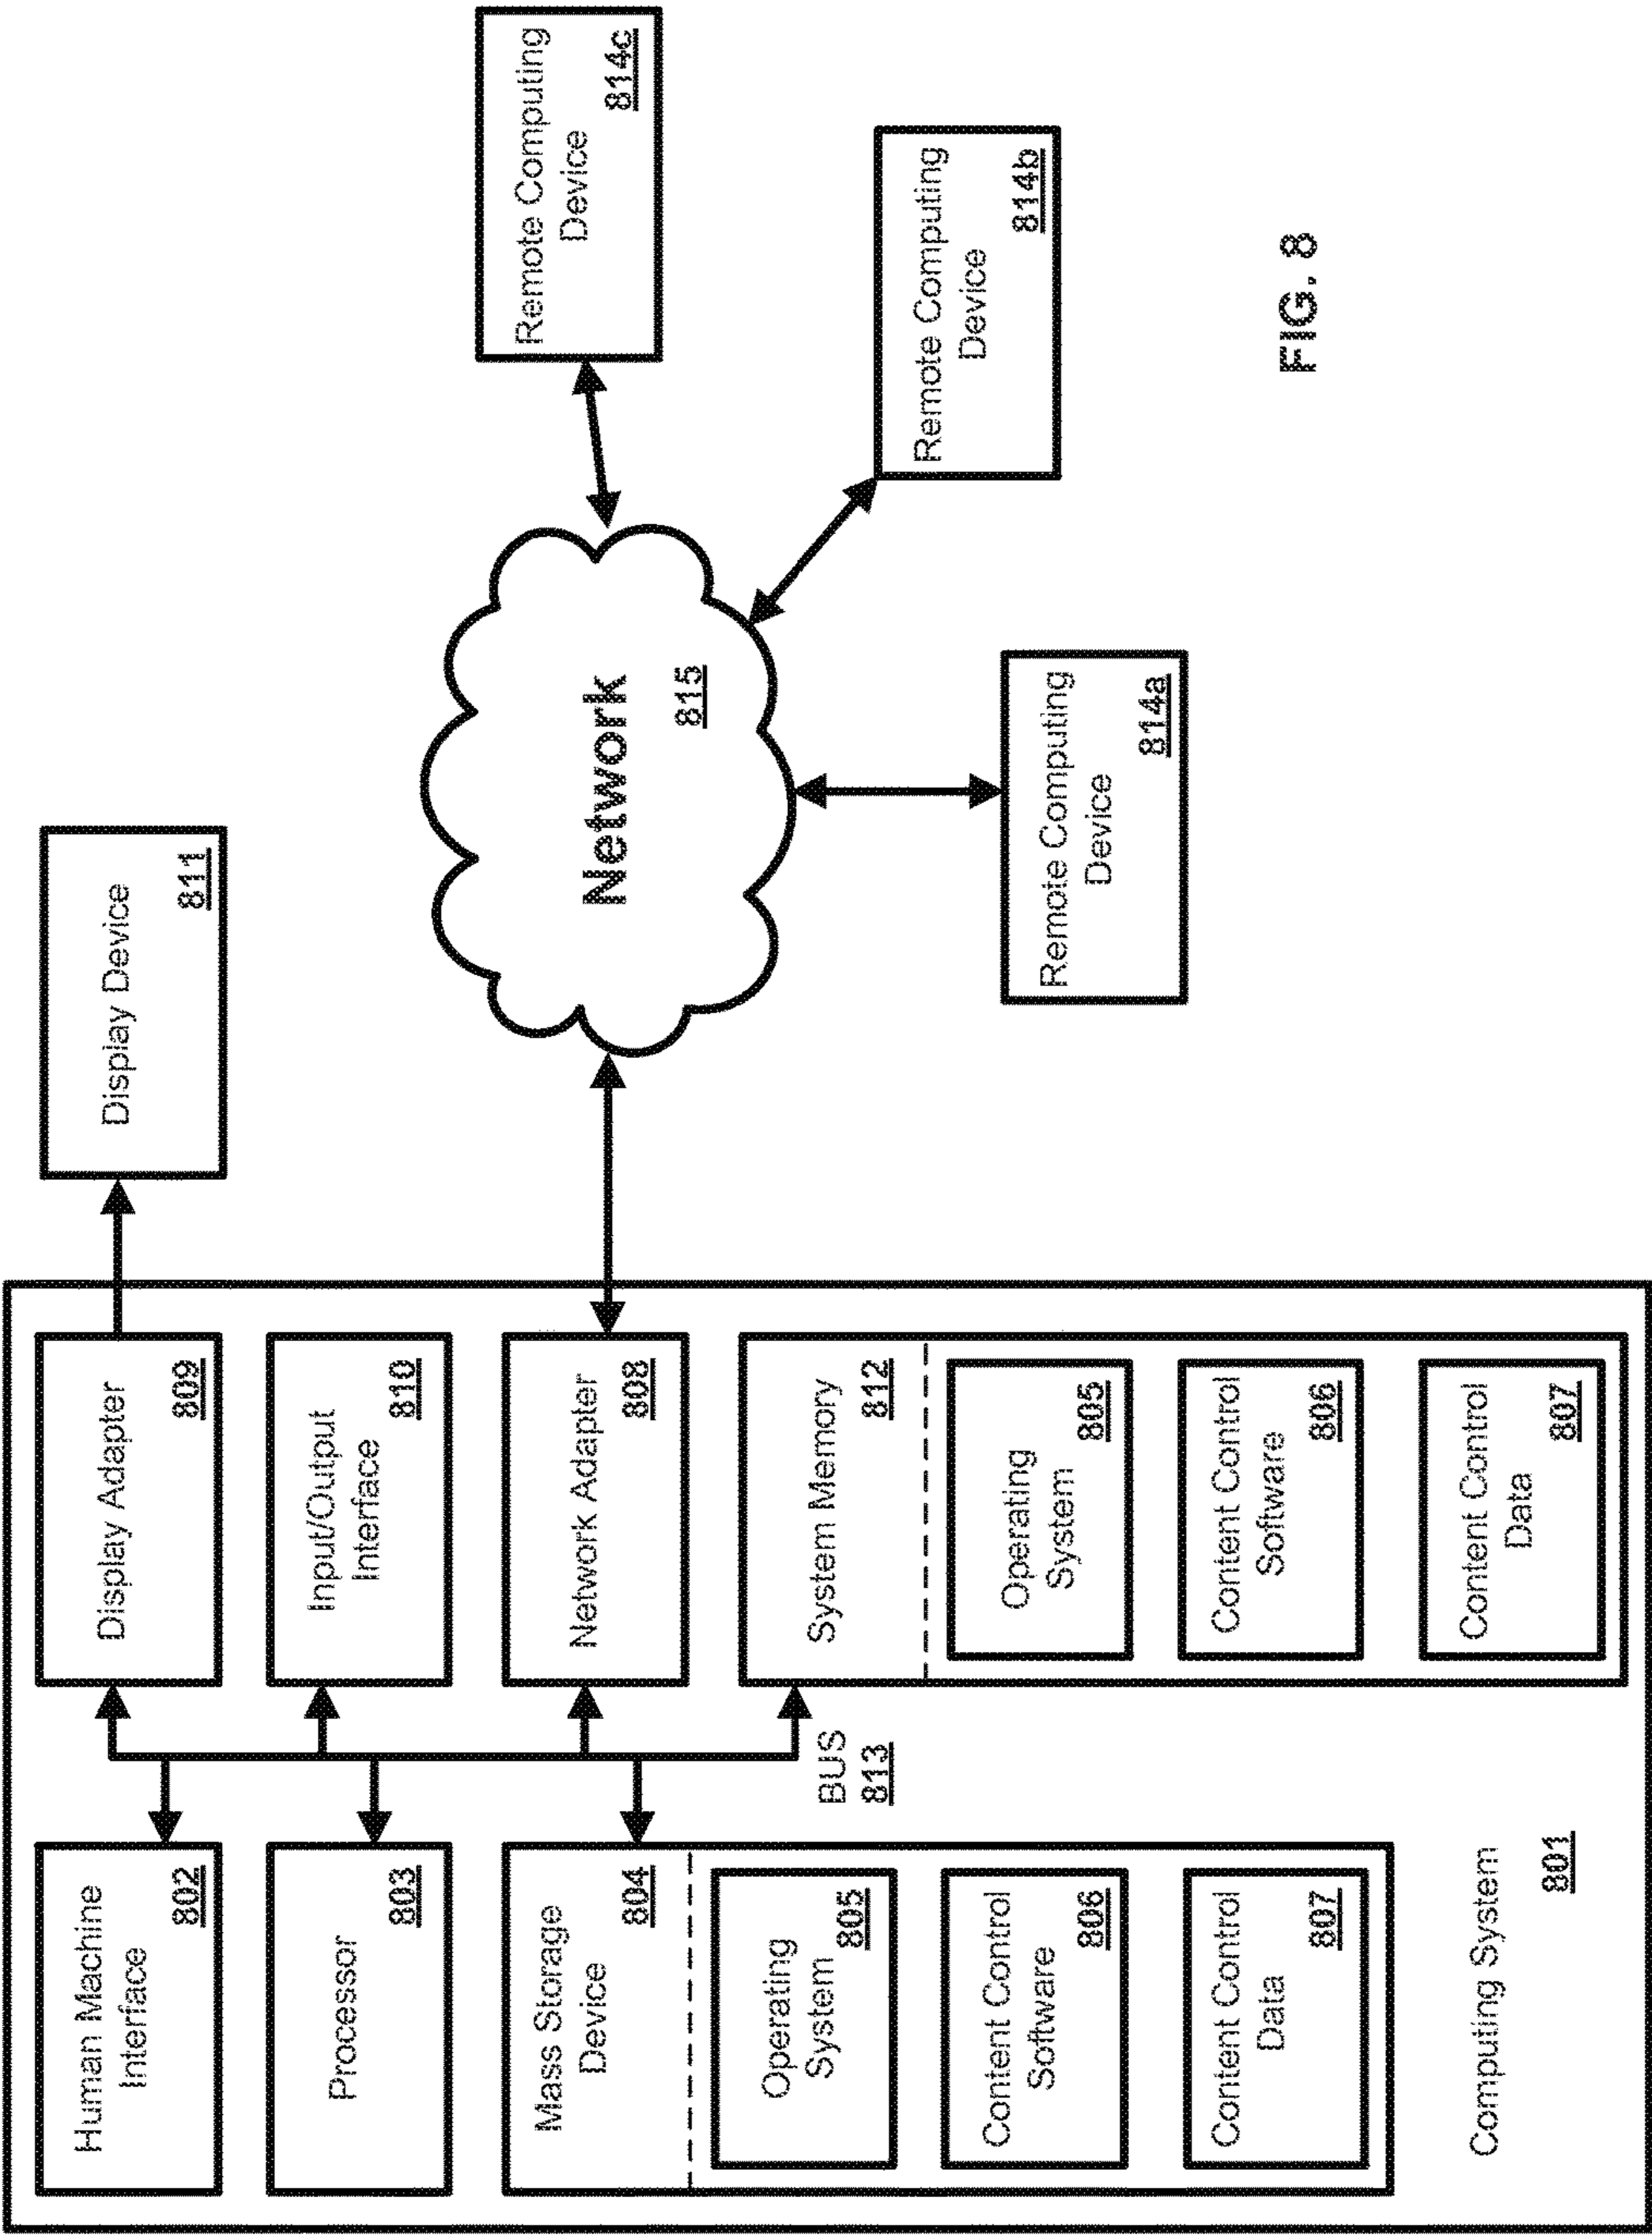 Human Machine
Interface
802
Processor
803
Mass Storage
Device
804
Operating
System
805
Content Control
Software
806
Content Control
Data
807
Display Adapter
809
Input/Output
Interface
810
Network Adapter
808
System Memory
812
Operating
System
805
Content Control
Software
806
Content Control
Data
807
BUS
813
Computing System
801
Display Device
811
Network
815
Remote Computing
Device
814a
Remote Computing
Device
814b
Remote Computing
Device
814c
FIG. 8